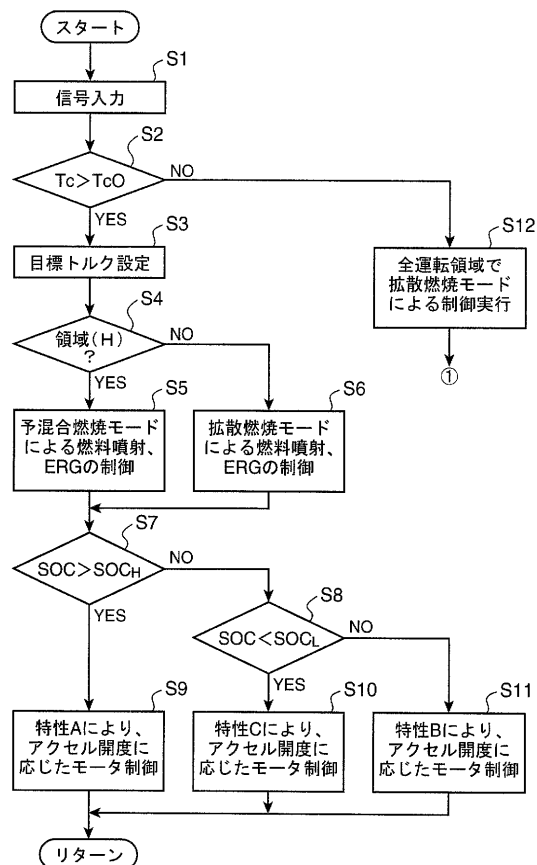 スタート
S1
信号入力
S2
Tc>TcO
NO
YES
S3
目標トルク設定
S12
全運転領域で
拡散燃焼モード
による制御実行
①
S4
領域(H)
?
NO
YES
S5
予混合燃焼モード
による燃料噴射、
ERGの制御
S6
拡散燃焼モード
による燃料噴射、
ERGの制御
S7
SOC>SOCH
NO
YES
S8
SOC<SOCL
NO
YES
S9
特性Aにより、
アクセル開度に
応じたモータ制御
S10
特性Cにより、
アクセル開度に
応じたモータ制御
S11
特性Bにより、
アクセル開度に
応じたモータ制御
リターン